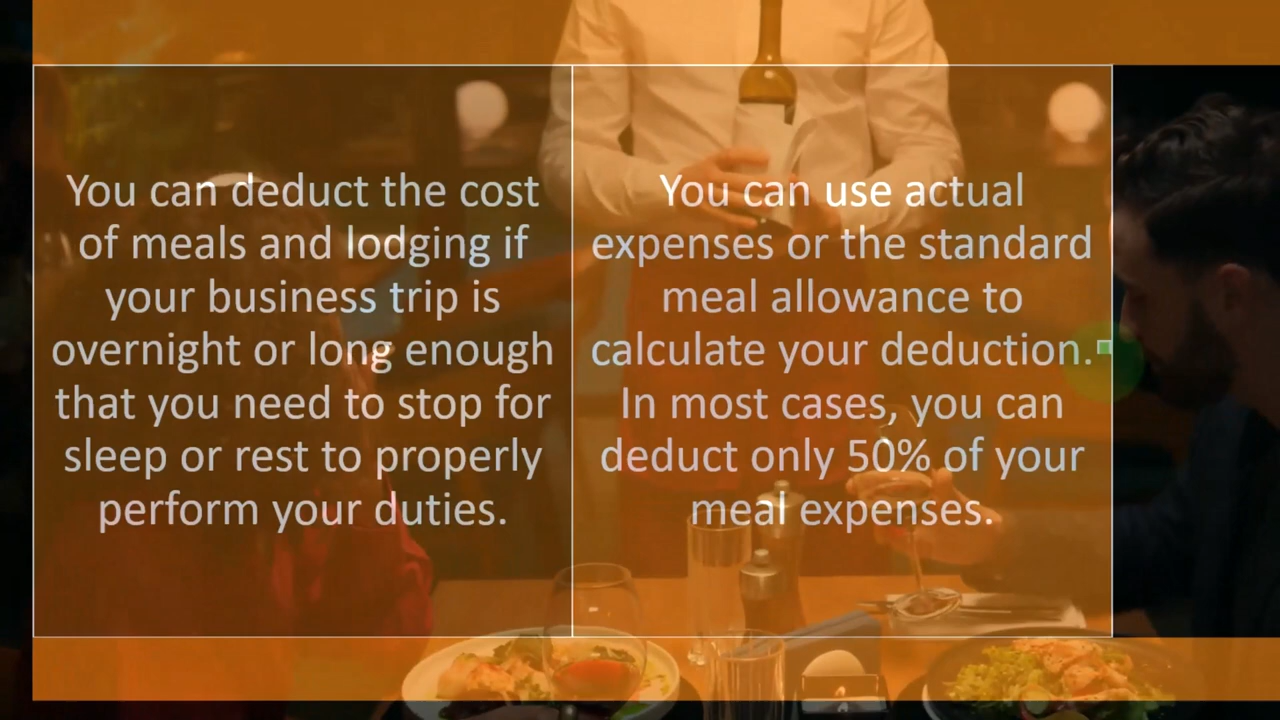 You can deduct the cost
of meals and lodging if
your business trip is
overnight or long enough
that you need to stop for
sleep or rest to properly
perform your duties.
You can use actual
expenses or the standard
meal allowance to
calculate your deduction.
In most cases, you can
deduct only 50% of your
meal expenses.